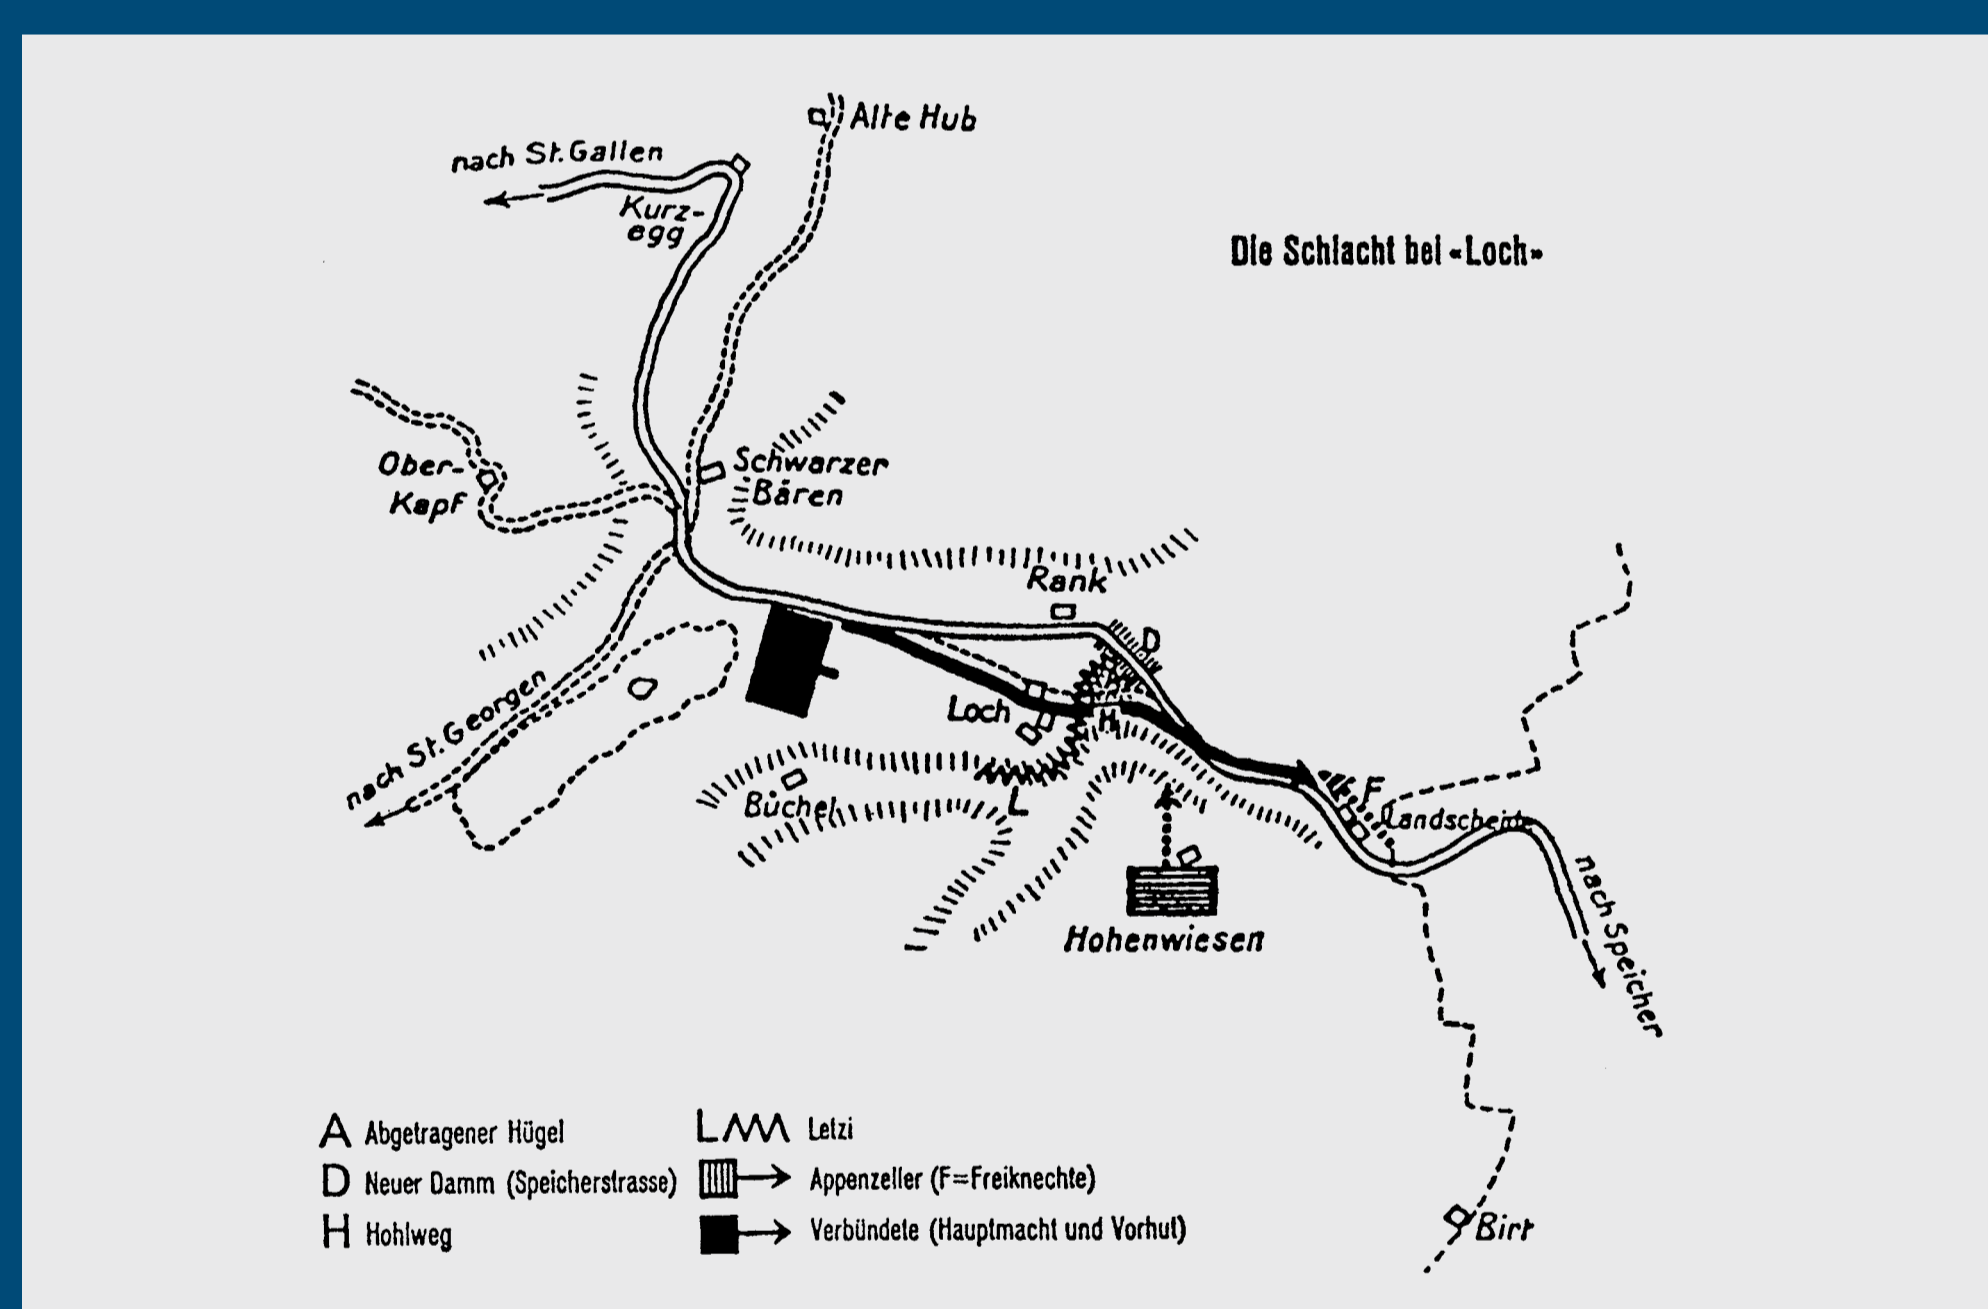 Alte Hub
nach St. Gallen
Kurz-
egg
Die Schlacht bei «Loch»
Ober-
Kapf
Schwarzer
Bären
Rank
D
A
nach St. Georgen
Loch
H
F
Büchel
L
Landscheide
nach Speicher
Hohenwiesen
A Abgetragener Hügel
D Neuer Damm (Speicherstrasse)
H Hohlweg
L Letzi
Appenzeller (F=Freiknechte)
Verbündete (Hauptmacht und Vorhut)
Birt